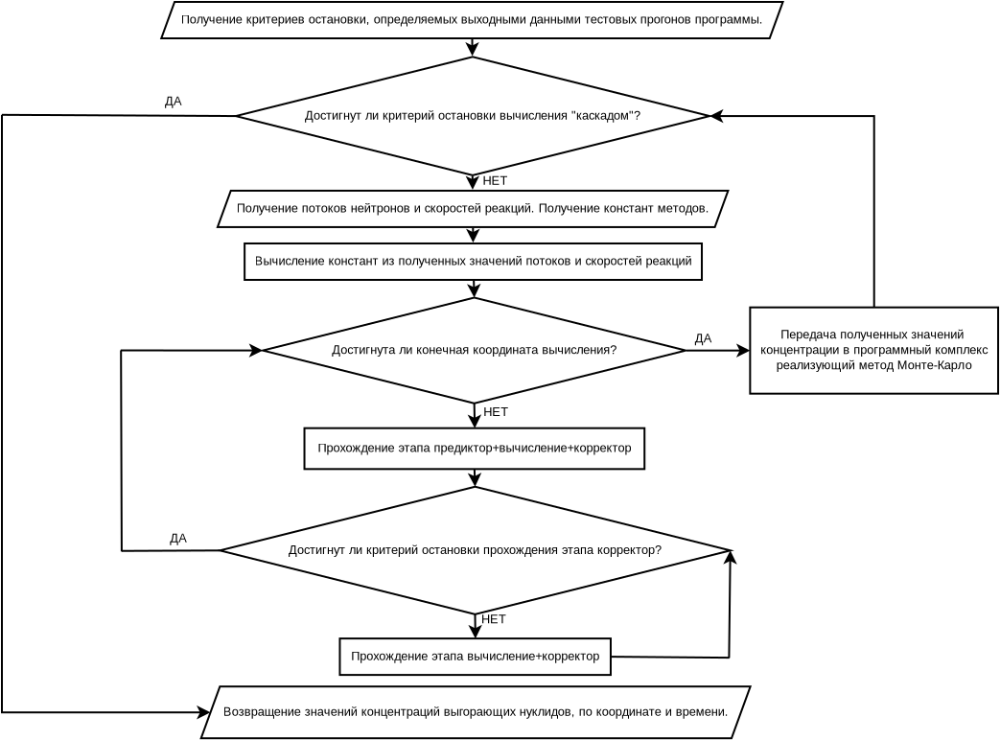 Получение критериев остановки, определяемых выходными данными тестовых прогонов программы.
ДА
Достигнут ли критерий остановки вычисления "каскадом"?
НЕТ
Получение потоков нейтронов и скоростей реакций. Получение констант методов.
Вычисление констант из полученных значений потоков и скоростей реакций
Достигнута ли конечная координата вычисления?
ДА
Передача полученных значений
концентрации в программный комплекс
реализующий метод Монте-Карло
НЕТ
Прохождение этапа предиктор+вычисление+корректор
ДА
Достигнут ли критерий остановки прохождения этапа корректор?
НЕТ
Прохождение этапа вычисление+корректор
Возвращение значений концентраций выгорающих нуклидов, по координате и времени.